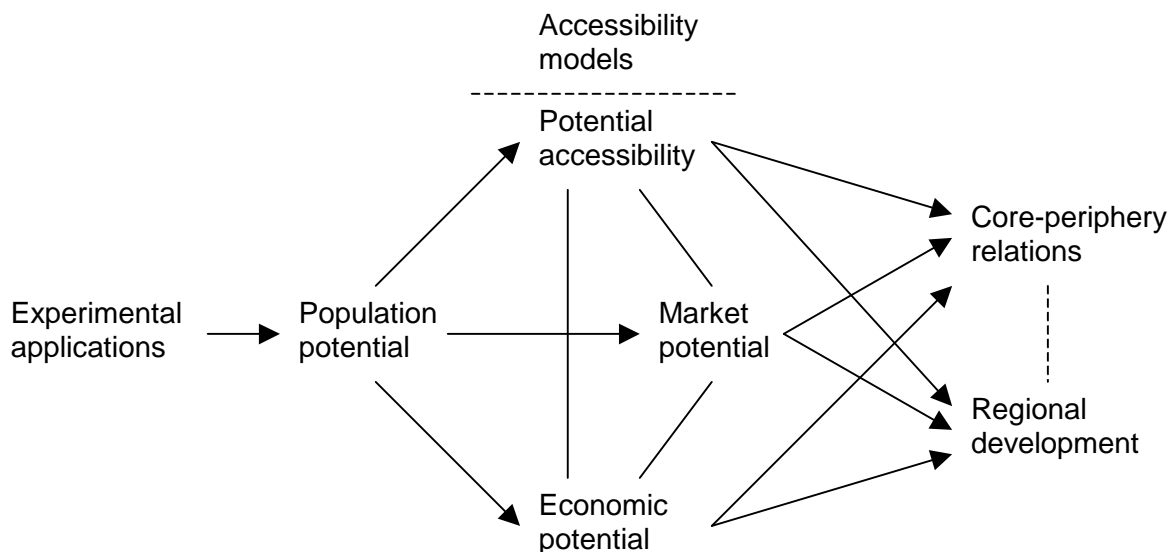 Accessibility
models
Potential
accessibility
Core-periphery
relations
Experimental
applications
Population
potential
Market
potential
Regional
development
Economic
potential